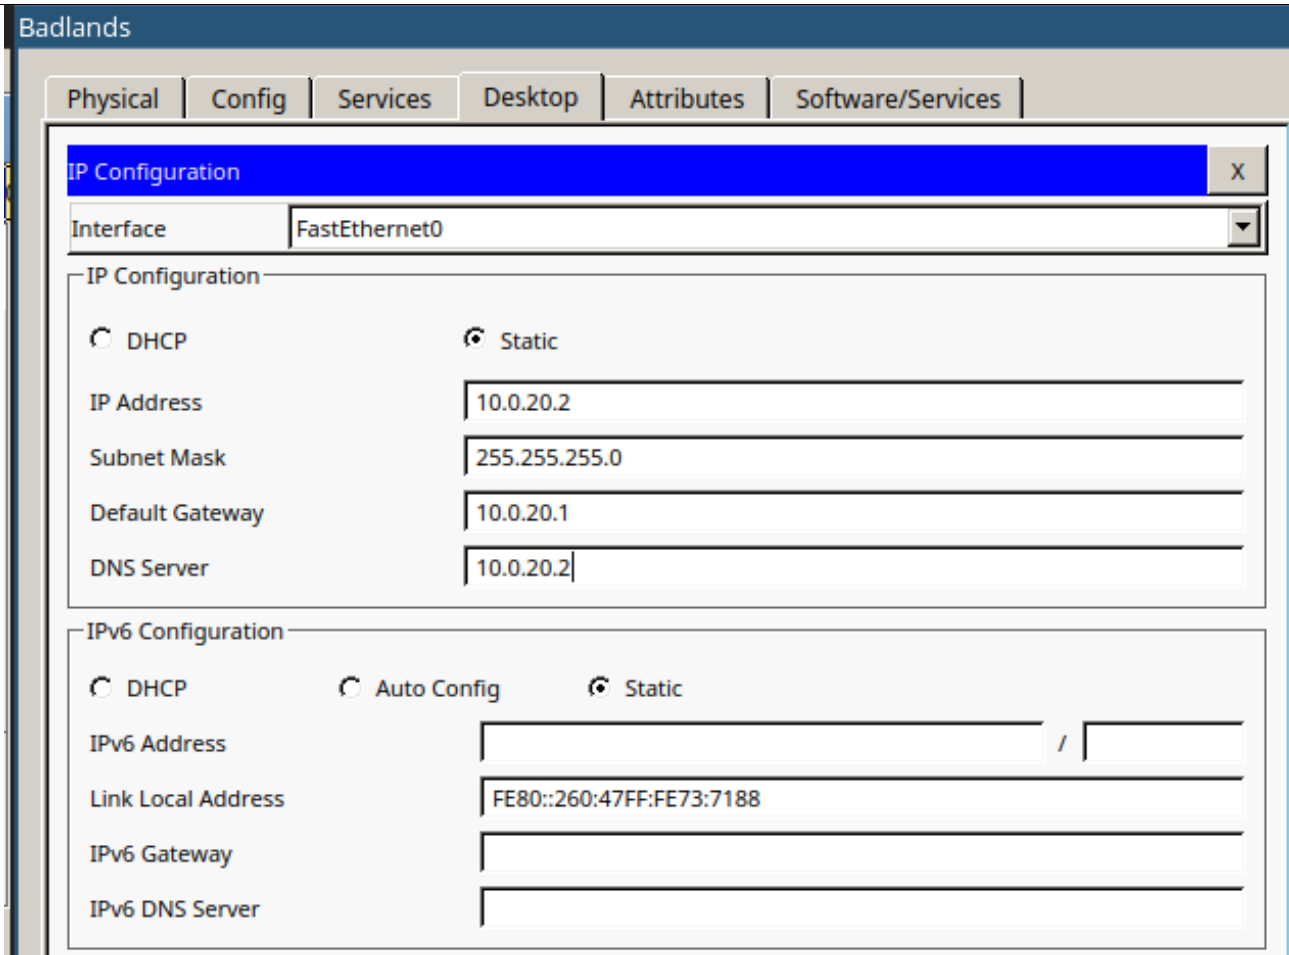 Badlands
Physical Config Services Desktop Attributes Software/Services
IP Configuration X
Interface FastEthernet0
IP Configuration
DHCP Static
IP Address 10.0.20.2
Subnet Mask 255.255.255.0
Default Gateway 10.0.20.1
DNS Server 10.0.20.2
IPv6 Configuration
DHCP Auto Config Static
IPv6 Address /
Link Local Address FE80::260:47FF:FE73:7188
IPv6 Gateway
IPv6 DNS Server